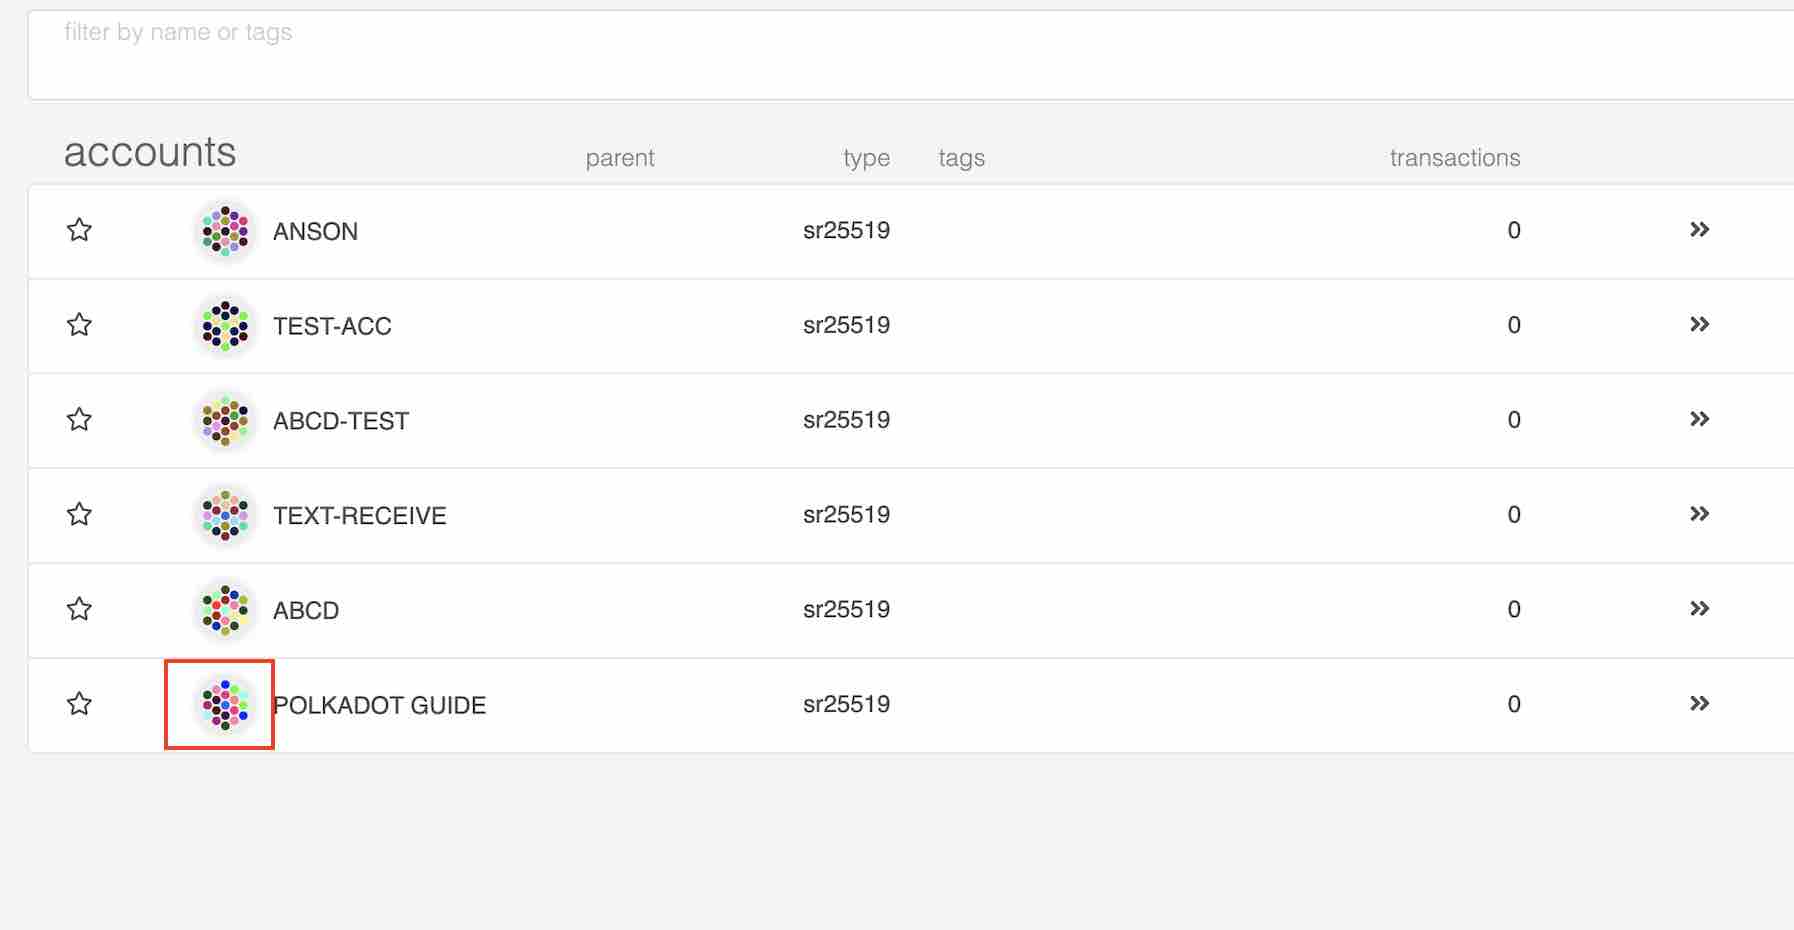 filter by name or tags
accounts parent type tags transactions
ANSON sr25519 0
TEST-ACC sr25519 0
ABCD-TEST sr25519 0
TEXT-RECEIVE sr25519 0
ABCD sr25519 0
POLKADOT GUIDE sr25519 0